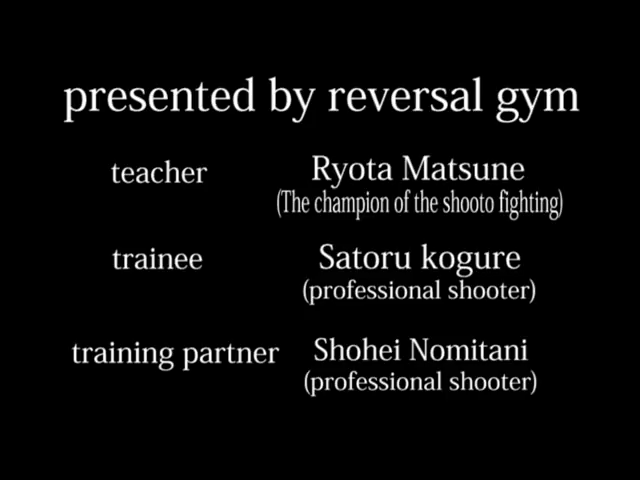 presented by reversal gym
teacher Ryota Matsune
(The champion of the shooto fighting)
trainee Satoru kogure
(professional shooter)
training partner Shohei Nomitani
(professional shooter)